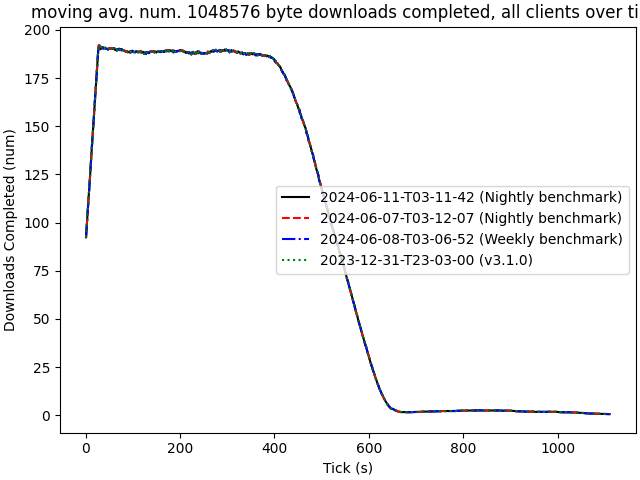 moving avg. num. 1048576 byte downloads completed, all clients over ti
200
175
150
125
100
75
50
25
0
Downloads Completed (num)
2024-06-11-T03-11-42 (Nightly benchmark)
2024-06-07-T03-12-07 (Nightly benchmark)
2024-06-08-T03-06-52 (Weekly benchmark)
2023-12-31-T23-03-00 (v3.1.0)
0 200 400 600 800 1000
Tick (s)